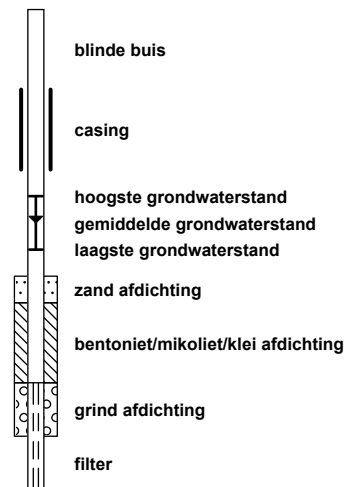 blinde buis
casing
hoogste grondwaterstand
gemiddelde grondwaterstand
laagste grondwaterstand
zand afdichting
bentoniet/mikoliet/klei afdichting
grind afdichting
filter